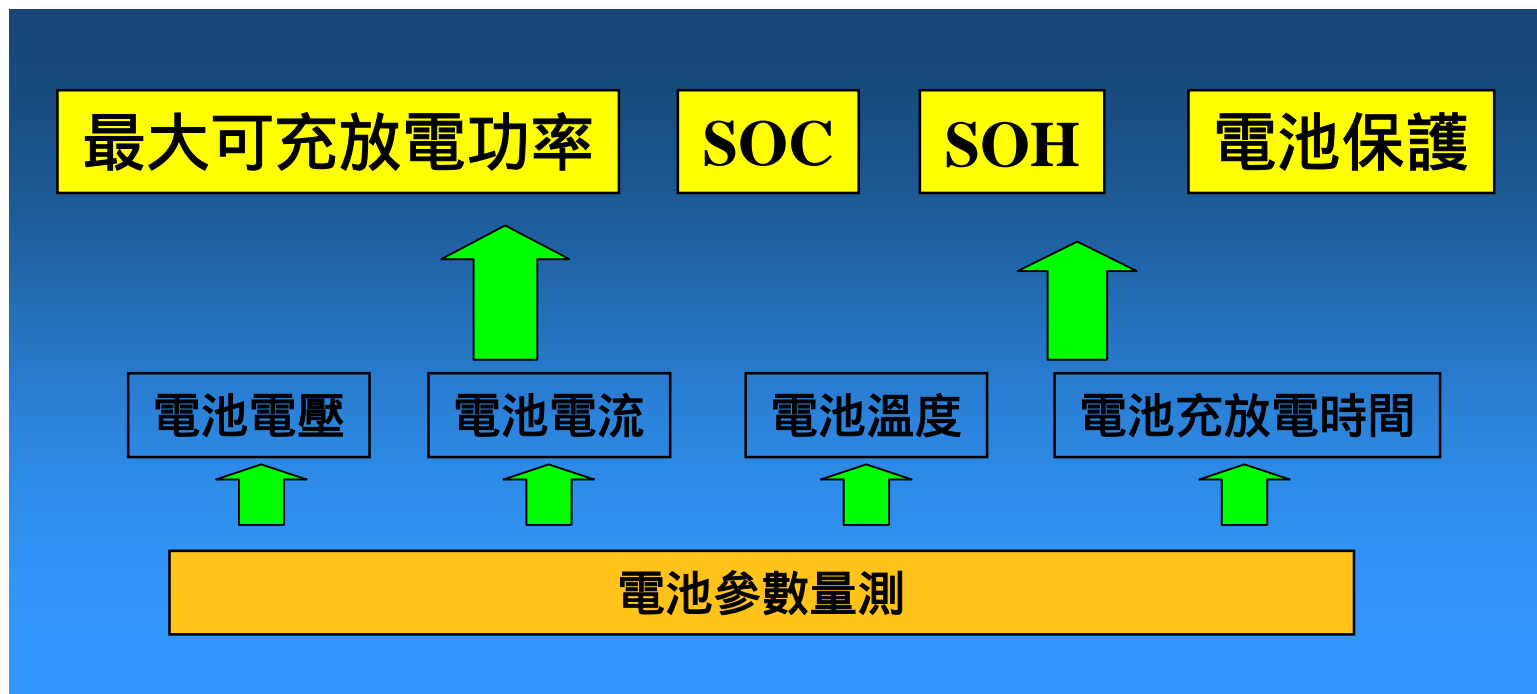 最大可充放電功率
SOC
SOH
電池保護
電池電壓
電池電流
電池溫度
電池充放電時間
電池參數量測